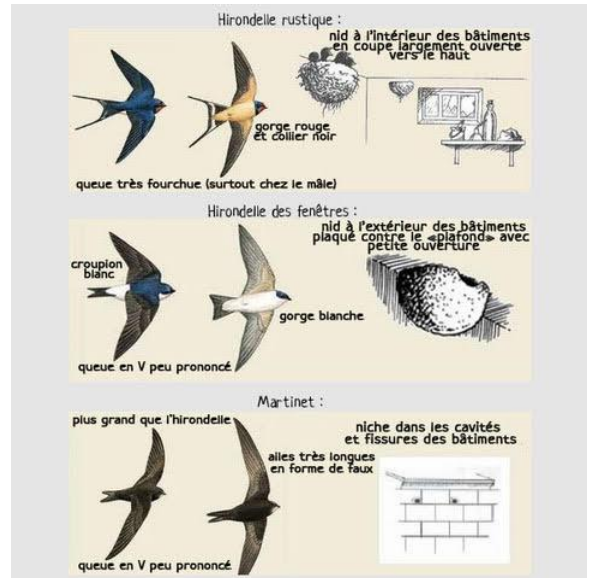 Hirondelle rustique :
nid à l'intérieur des bâtiments
en coupe largement ouverte
vers le haut
gorge rouge
et collier noir
queue très fourchue (surtout chez le mâle)
Hirondelle des fenêtres :
nid à l'extérieur des bâtiments
plaqué contre le «plafond» avec
petite ouverture
croupion
blanc
gorge blanche
queue en V peu prononcé
Martinet :
plus grand que l'hirondelle
niche dans les cavités
et fissures des bâtiments
ailes très longues
en forme de faux
queue en V peu prononcé